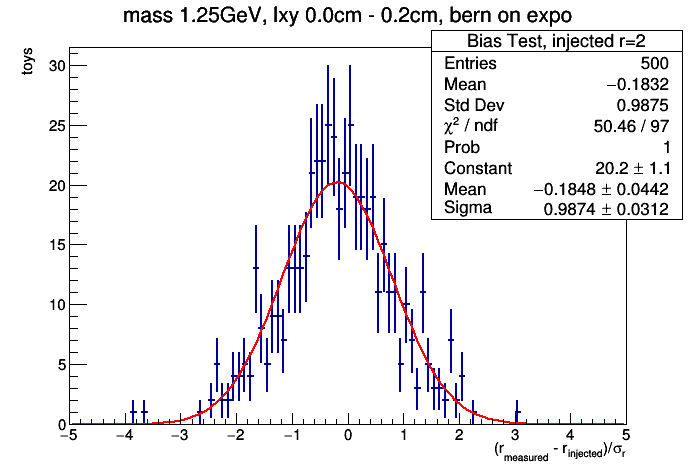 mass 1.25GeV, lxy 0.0cm - 0.2cm, bern on expo
Bias Test, injected r=2
Entries 500
Mean −0.1832
Std Dev 0.9875
χ² / ndf 50.46 / 97
Prob 1
Constant 20.2 ± 1.1
Mean −0.1848 ± 0.0442
Sigma 0.9874 ± 0.0312
toys
30
25
20
15
10
5
0
−5 −4 −3 −2 −1 0 1 2 3 4 5
(r_measured - r_injected)/σ_r